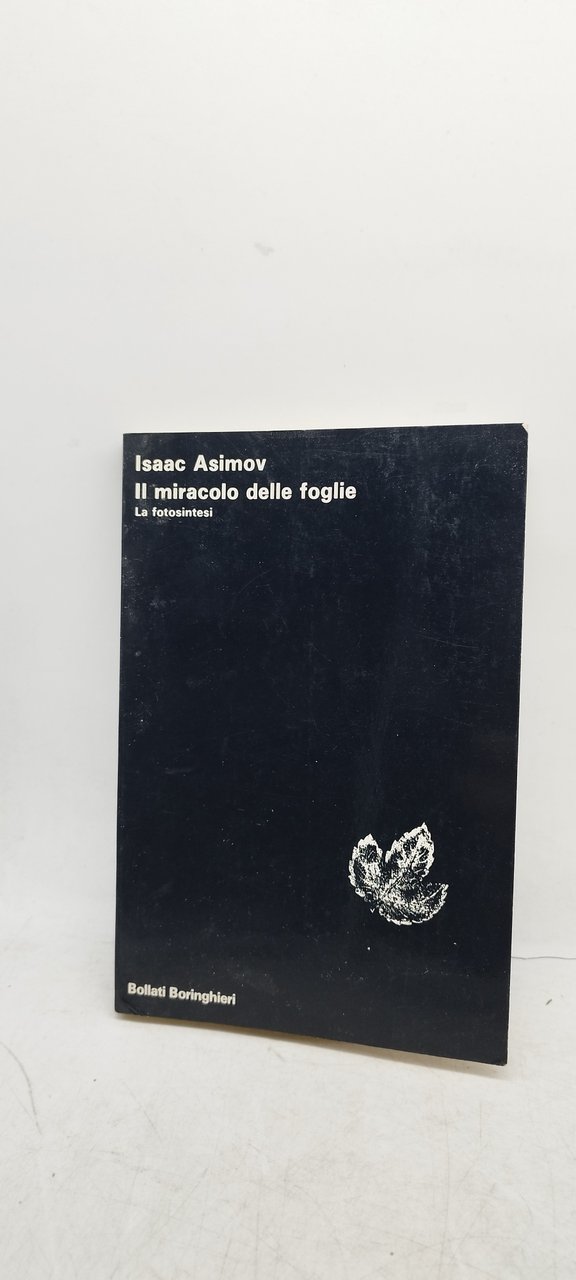 Isaac Asimov
Il miracolo delle foglie
La fotosintesi
Bollati Boringhieri